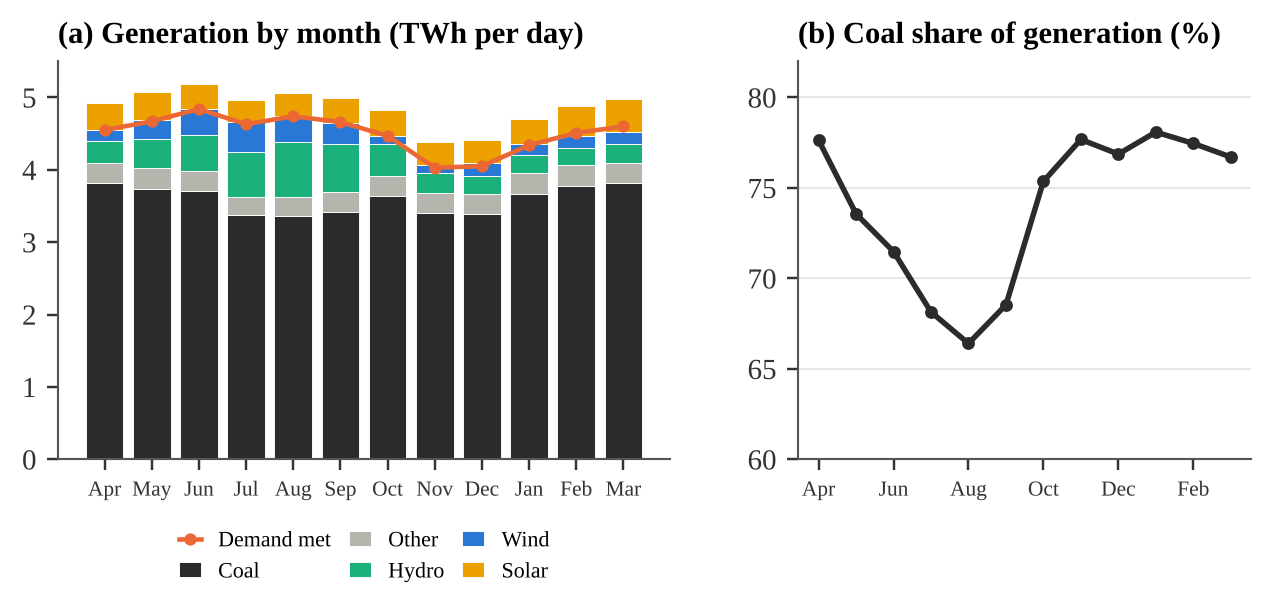 (a) Generation by month (TWh per day)
5
4
3
2
1
0
Apr May Jun Jul Aug Sep Oct Nov Dec Jan Feb Mar
Demand met Other Wind
Coal Hydro Solar
(b) Coal share of generation (%)
80
75
70
65
60
Apr Jun Aug Oct Dec Feb